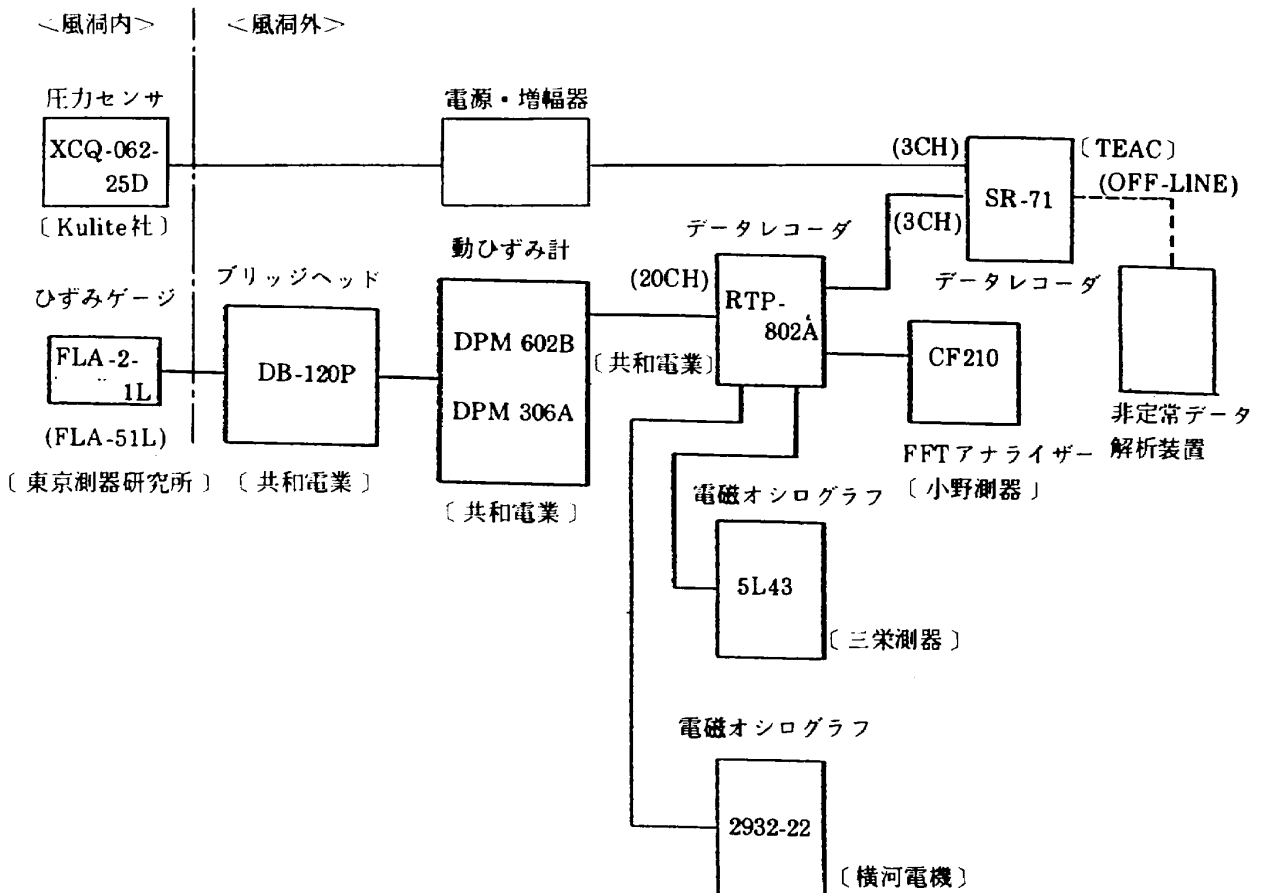 <風洞内>
<風洞外>
圧力センサ
XCQ-062-
25D
〔Kulite社〕
電源・増幅器
(3CH)
SR-71
〔TEAC〕
(OFF-LINE)
(3CH)
データレコーダ
ひずみゲージ
FLA-2-
1L
(FLA-51L)
〔東京測器研究所〕
ブリッジヘッド
DB-120P
〔共和電業〕
動ひずみ計
DPM 602B
DPM 306A
〔共和電業〕
データレコーダ
(20CH)
RTP-
802A
〔共和電業〕
CF210
FFTアナライザー
〔小野測器」
非定常データ
解析装置
電磁オシログラフ
5L43
〔三栄測器〕
電磁オシログラフ
2932-22
〔横河電機〕